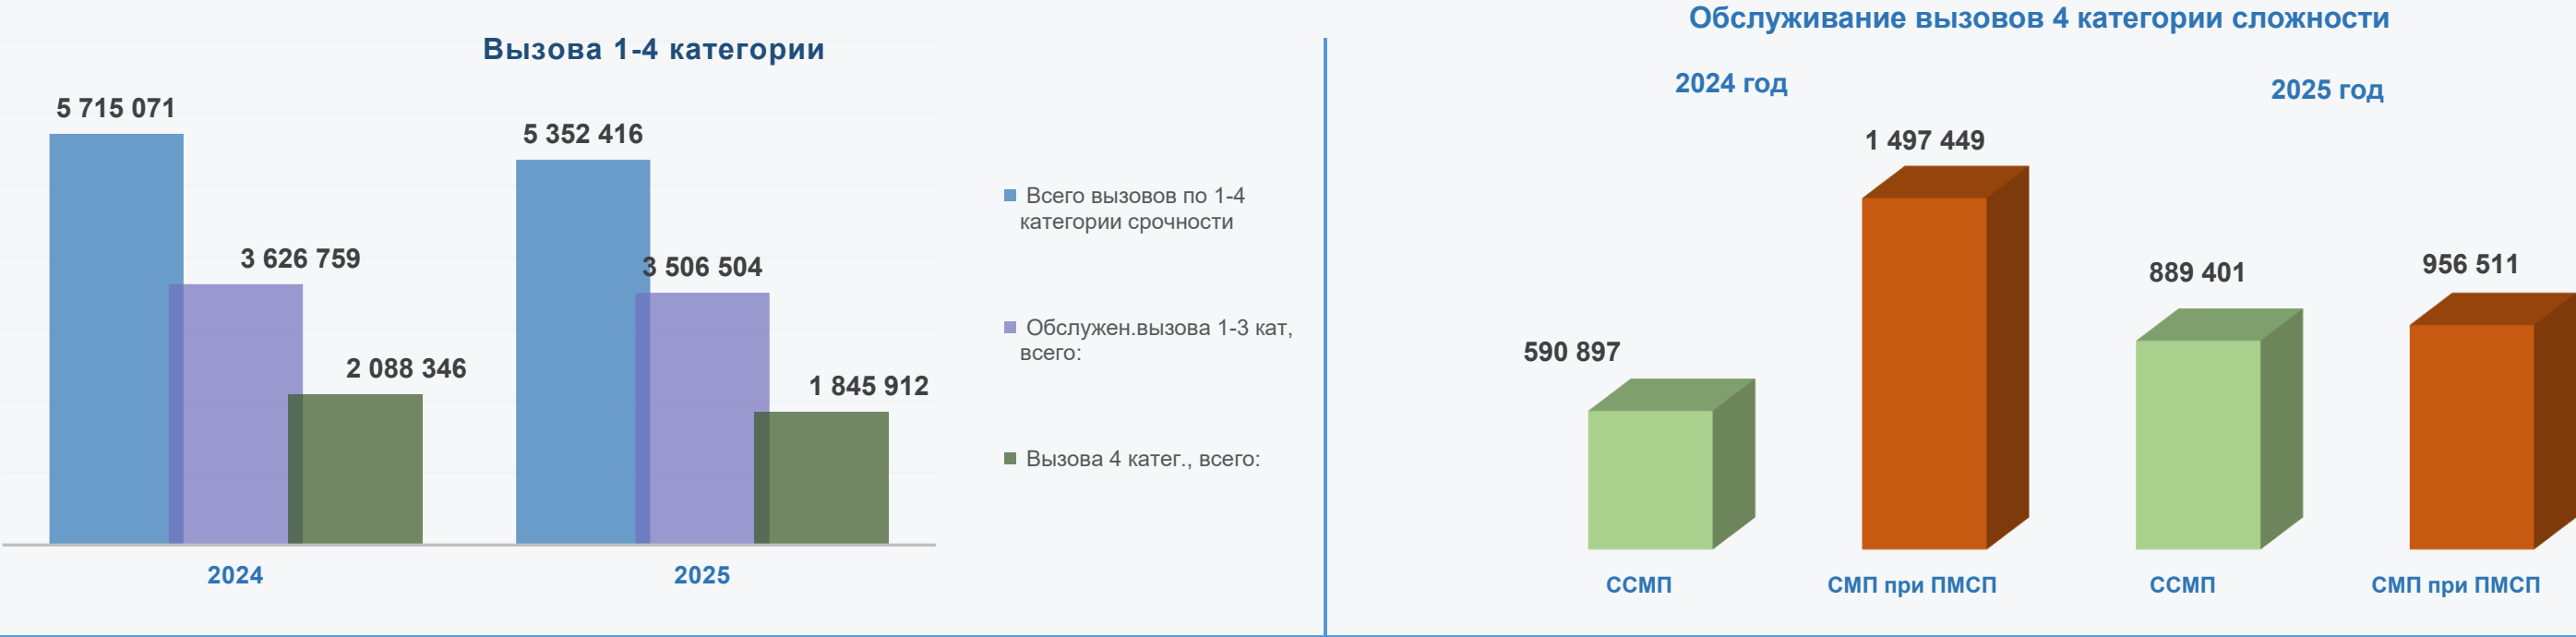 Вызова 1-4 категории
5 715 071
3 626 759
2 088 346
5 352 416
3 506 504
1 845 912
2024
2025
Всего вызовов по 1-4
категории срочности
Обслужен.вызова 1-3 кат,
всего:
Вызова 4 катег., всего:
Обслуживание вызовов 4 категории сложности
2024 год
2025 год
590 897
1 497 449
889 401
956 511
ССМП
СМП при ПМСП
ССМП
СМП при ПМСП